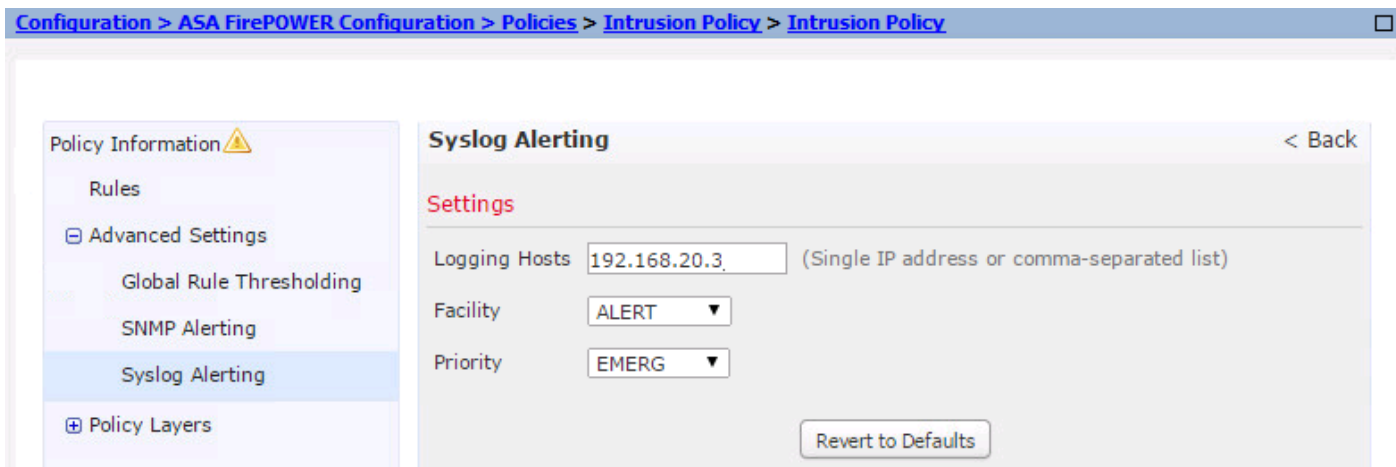 Configuration > ASA FirePOWER Configuration > Policies > Intrusion Policy > Intrusion Policy
Policy Information
Rules
Advanced Settings
Global Rule Thresholding
SNMP Alerting
Syslog Alerting
Policy Layers
Syslog Alerting
< Back
Settings
Logging Hosts 192.168.20.3 (Single IP address or comma-separated list)
Facility ALERT
Priority EMERG
Revert to Defaults